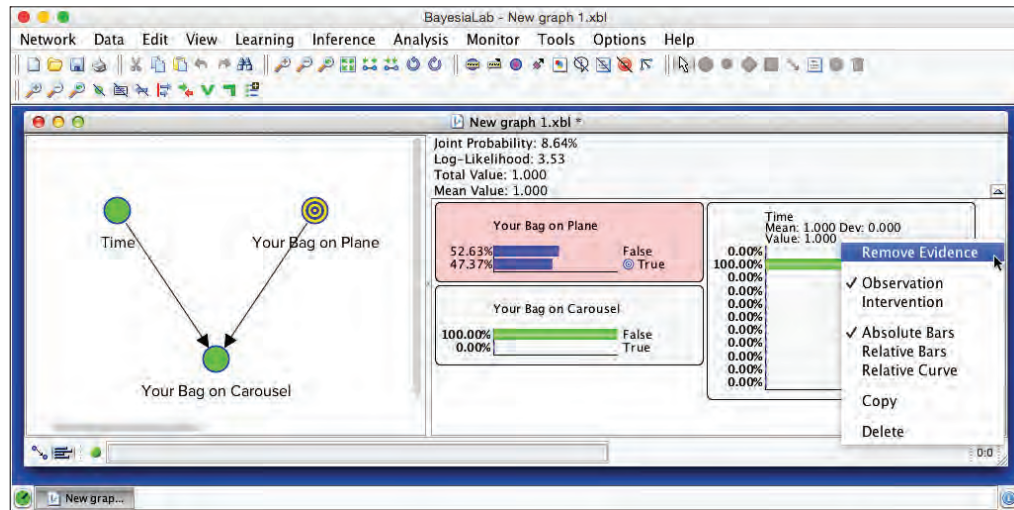 BayesiaLab - New graph 1.xbl
Network Data Edit View Learning Inference Analysis Monitor Tools Options Help
New graph 1.xbl *
Time
Your Bag on Plane
Your Bag on Carousel
Joint Probability: 8.64%
Log-Likelihood: 3.53
Total Value: 1.000
Mean Value: 1.000
Your Bag on Plane
52.63% False
47.37% True
Your Bag on Carousel
100.00% False
0.00% True
Time
Mean: 1.000 Dev: 0.000
Value: 1.000
0.00%
100.00%
0.00%
0.00%
0.00%
0.00%
0.00%
0.00%
0.00%
0.00%
0.00%
Remove Evidence
✓ Observation
Intervention
✓ Absolute Bars
Relative Bars
Relative Curve
Copy
Delete
0:0
New grap...